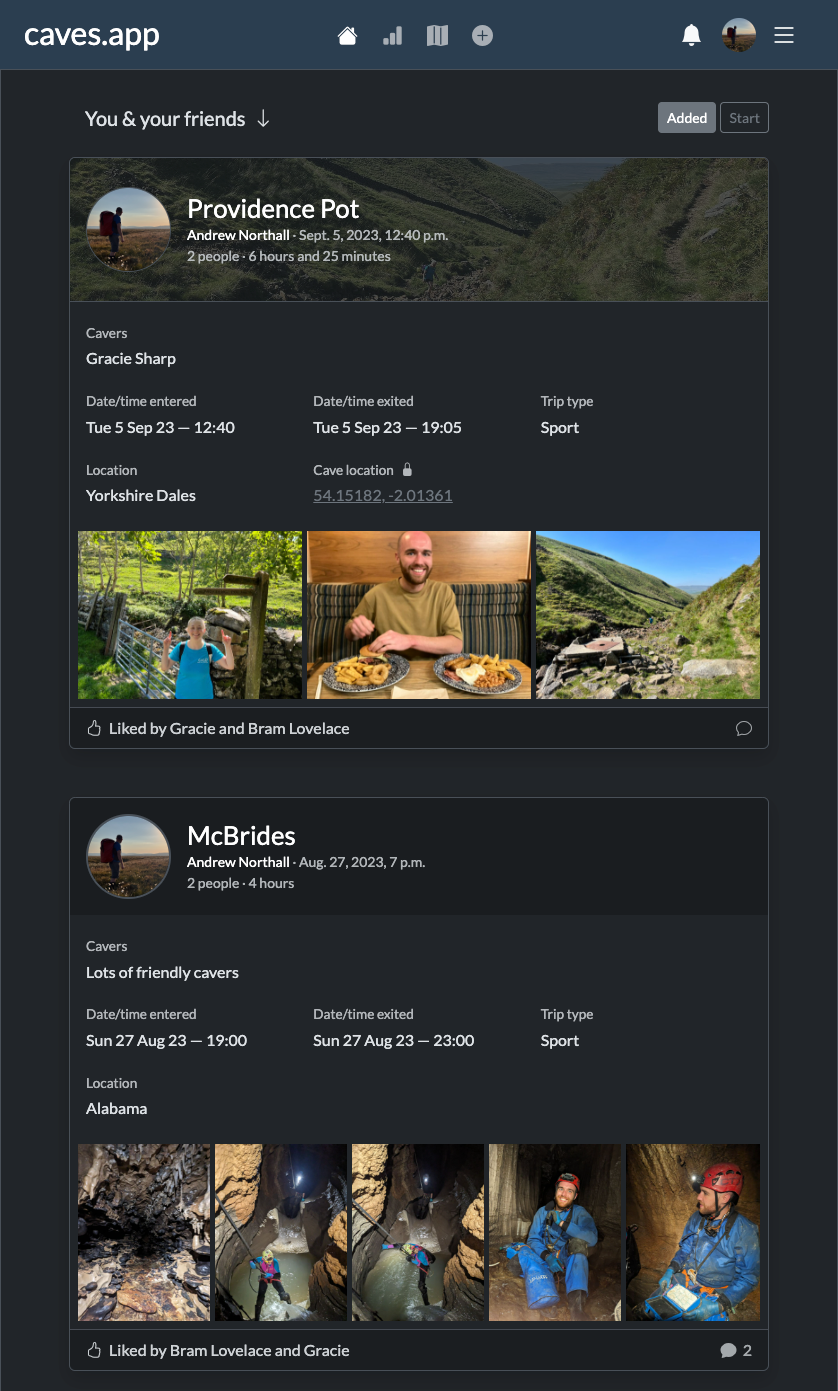 caves.app
You & your friends
Added
Start
Providence Pot
Andrew Northall · Sept. 5, 2023, 12:40 p.m.
2 people · 6 hours and 25 minutes
Cavers
Gracie Sharp
Date/time entered
Date/time exited
Trip type
Tue 5 Sep 23 — 12:40
Tue 5 Sep 23 — 19:05
Sport
Location
Cave location
Yorkshire Dales
54.15182, -2.01361
Liked by Gracie and Bram Lovelace
McBrides
Andrew Northall · Aug. 27, 2023, 7 p.m.
2 people · 4 hours
Cavers
Lots of friendly cavers
Date/time entered
Date/time exited
Trip type
Sun 27 Aug 23 — 19:00
Sun 27 Aug 23 — 23:00
Sport
Location
Alabama
Liked by Bram Lovelace and Gracie
2